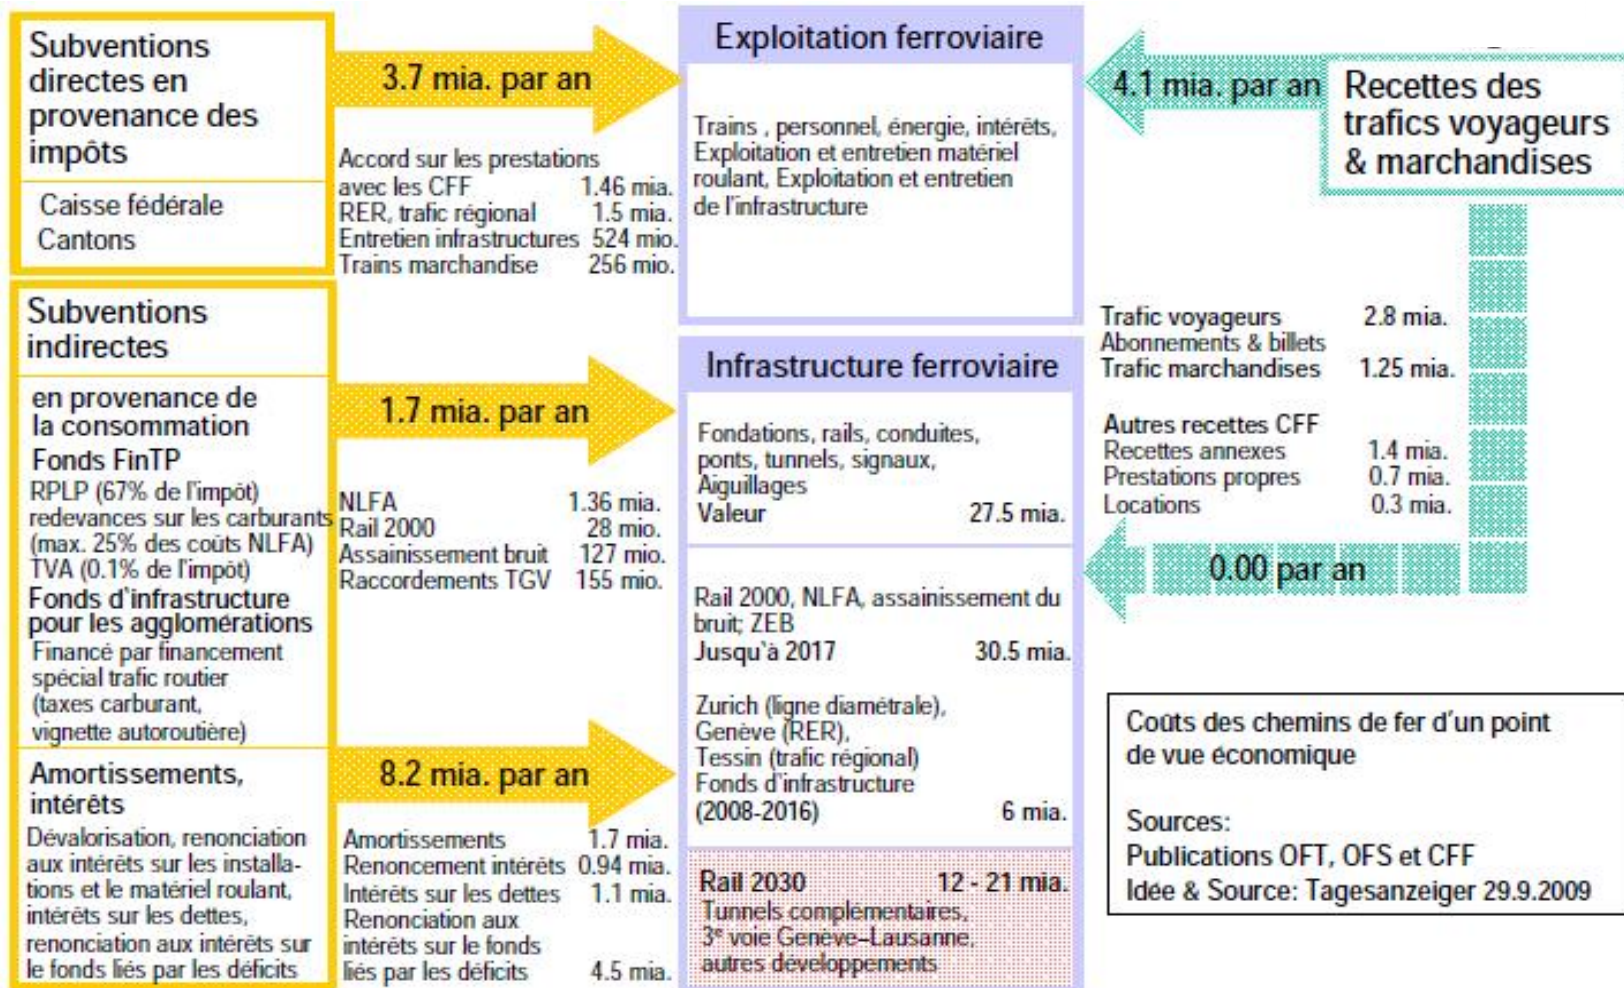 Subventions
directes en
provenance des
impôts
Caisse fédérale
Cantons
3.7 mia. par an
Accord sur les prestations
avec les CFF 1.46 mia.
RER, trafic régional 1.5 mia.
Entretien infrastructures 524 mio.
Trains marchandise 256 mio.
Exploitation ferroviaire
Trains , personnel, énergie, intérêts,
Exploitation et entretien matériel
roulant, Exploitation et entretien
de l'infrastructure
4.1 mia. par an
Recettes des
trafics voyageurs
& marchandises
Subventions
indirectes
en provenance de
la consommation
Fonds FinTP
RPLP (67% de l'impôt)
redevances sur les carburants
(max. 25% des coûts NLFA)
TVA (0.1% de l'impôt)
Fonds d'infrastructure
pour les agglomérations
Financé par financement
spécial trafic routier
(taxes carburant,
vignette autoroutière)
1.7 mia. par an
NLFA 1.36 mia.
Rail 2000 28 mio.
Assainissement bruit 127 mio.
Raccordements TGV 155 mio.
Infrastructure ferroviaire
Fondations, rails, conduites,
ponts, tunnels, signaux,
Aiguillages
Valeur 27.5 mia.
Rail 2000, NLFA, assainissement du
bruit; ZEB
Jusqu'à 2017 30.5 mia.
Zurich (ligne diamétrale),
Genève (RER),
Tessin (trafic régional)
Fonds d'infrastructure
(2008-2016) 6 mia.
Rail 2030 12 - 21 mia.
Tunnels complémentaires,
3e voie Genève–Lausanne,
autres développements
Trafic voyageurs 2.8 mia.
Abonnements & billets
Trafic marchandises 1.25 mia.
Autres recettes CFF
Recettes annexes 1.4 mia.
Prestations propres 0.7 mia.
Locations 0.3 mia.
0.00 par an
Amortissements,
intérêts
Dévalorisation, renonciation
aux intérêts sur les installa-
tions et le matériel roulant,
intérêts sur les dettes,
renonciation aux intérêts sur
le fonds liés par les déficits
8.2 mia. par an
Amortissements 1.7 mia.
Renoncement intérêts 0.94 mia.
Intérêts sur les dettes 1.1 mia.
Renonciation aux
intérêts sur le fonds
liés par les déficits 4.5 mia.
Coûts des chemins de fer d'un point
de vue économique
Sources:
Publications OFT, OFS et CFF
Idée & Source: Tagesanzeiger 29.9.2009